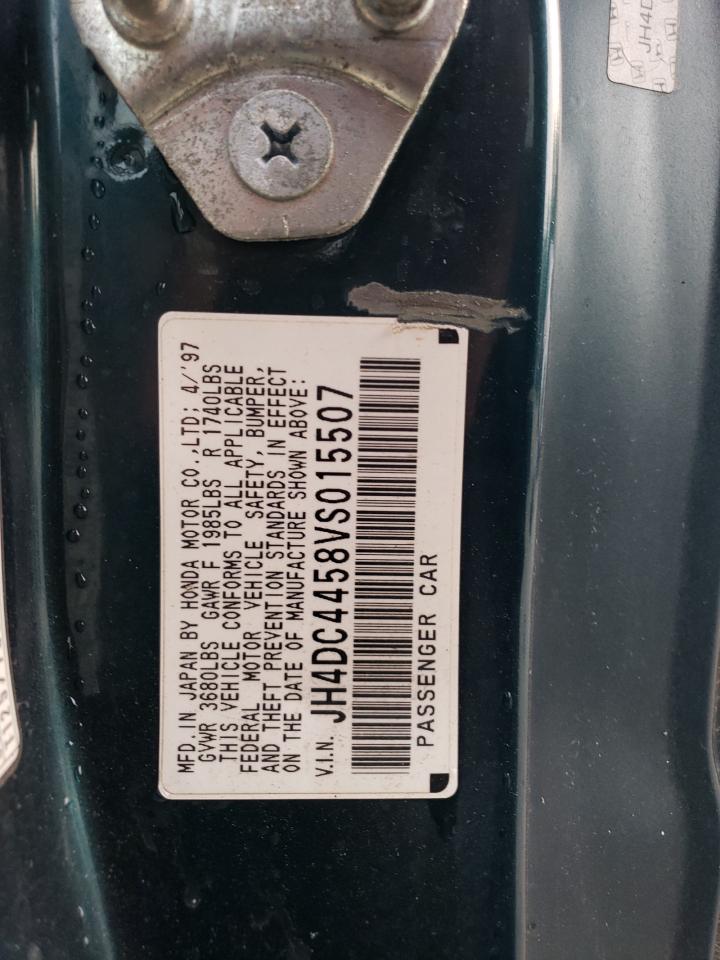 MFD. IN JAPAN BY HONDA MOTOR CO.,LTD; 4/'97
GVWR 3680LBS GAWR F 1985LBS R 1740LBS
THIS VEHICLE CONFORMS TO ALL APPLICABLE
FEDERAL MOTOR VEHICLE SAFETY, BUMPER,
AND THEFT PREVENTION STANDARDS IN EFFECT
ON THE DATE OF MANUFACTURE SHOWN ABOVE:
V.I.N. JH4DC4458VS015507
PASSENGER CAR
JH4D